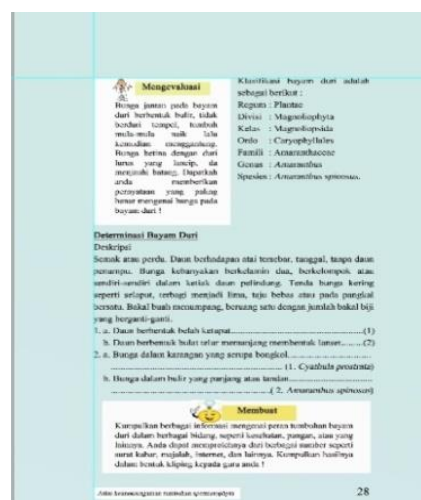 Mengevaluasi
Bunga jantan pada bayam
duri berbentuk bulir, tidak
berduri tempel, tumbuh
mula-mula naik lalu
kemudian menggantung.
Bunga betina dengan duri
lurus yang lancip, da
menjauhi batang. Dapatkah
anda memberikan
pernyataan yang paling
benar mengenai bunga pada
bayam duri !
Klasifikasi bayam duri adalah
sebagai berikut :
Regum : Plantae
Divisi : Magnoliophyta
Kelas : Magnoliopsida
Ordo : Caryophyllales
Famili : Amaranthaceae
Genus : Amaranthus
Spesies : Amaranthus spinosus.
Determinasi Bayam Duri
Deskripsi
Semak atau perdu. Daun berhadapan atai tersebar, tunggal, tanpa daun
penumpu. Bunga kebanyakan berkelamin dua, berkelompok atau
sendiri-sendiri dalam ketiak daun pelindung. Tenda bunga kering
seperti selaput, terbagi menjadi lima, taju bebas atau pada pangkal
bersatu. Bakal buah menumpang, beruang satu dengan jumlah bakal biji
yang berganti-ganti.
1. a. Daun berbentuk belah ketupat..............................(1)
b. Daun berbentuk bulat telur memanjang membentuk lanset.....(2)
2. a. Bunga dalam karangan yang serupa bongkol..............................
.............................. (1. Cyathula prostrata)
b. Bunga dalam bulir yang panjang atau tandan..............................
..............................( 2. Amaranthus spinosus)
Membuat
Kumpulkan berbagai informasi mengenai peran tumbuhan bayam
duri dalam berbagai bidang, seperti kesehatan, pangan, atau yang
lainnya. Anda dapat memperolehnya dari berbagai sumber seperti
surat kabar, majalah, internet, dan lainnya. Kumpulkan hasilnya
dalam bentuk kliping kepada guru anda !
Atlas keanekaragaman tumbuhan spermatophyta
28